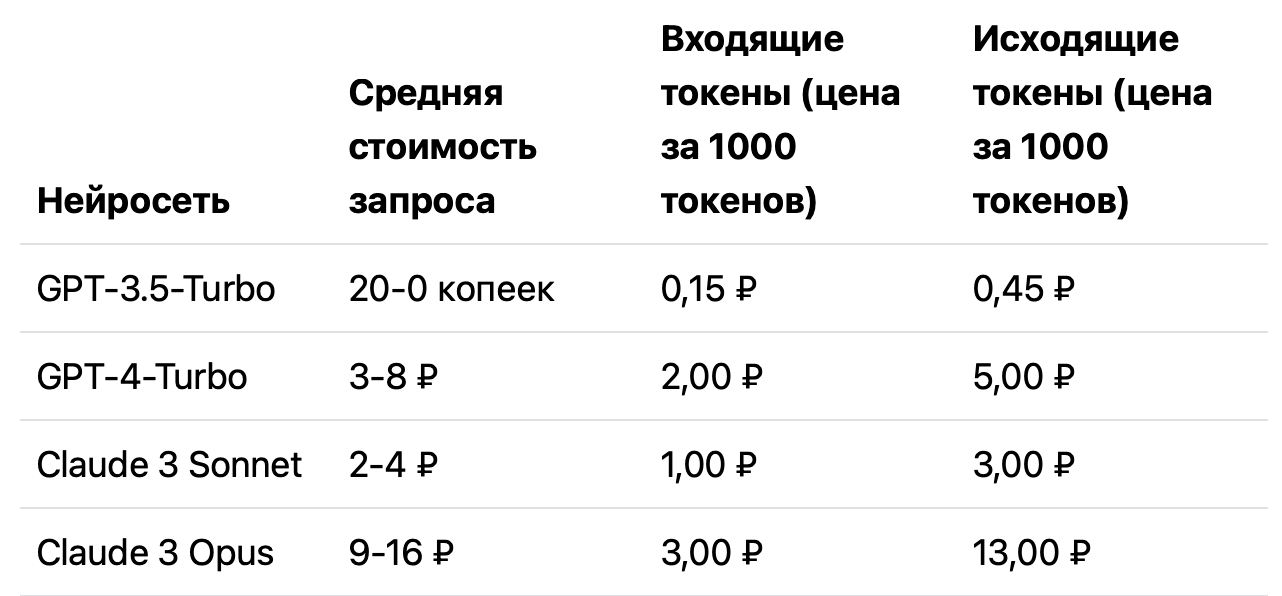 Нейросеть
Средняя
стоимость
запроса
Входящие
токены (цена
за 1000
токенов)
Исходящие
токены (цена
за 1000
токенов)
GPT-3.5-Turbo 20-0 копеек 0,15 ₽ 0,45 ₽
GPT-4-Turbo 3-8 ₽ 2,00 ₽ 5,00 ₽
Claude 3 Sonnet 2-4 ₽ 1,00 ₽ 3,00 ₽
Claude 3 Opus 9-16 ₽ 3,00 ₽ 13,00 ₽